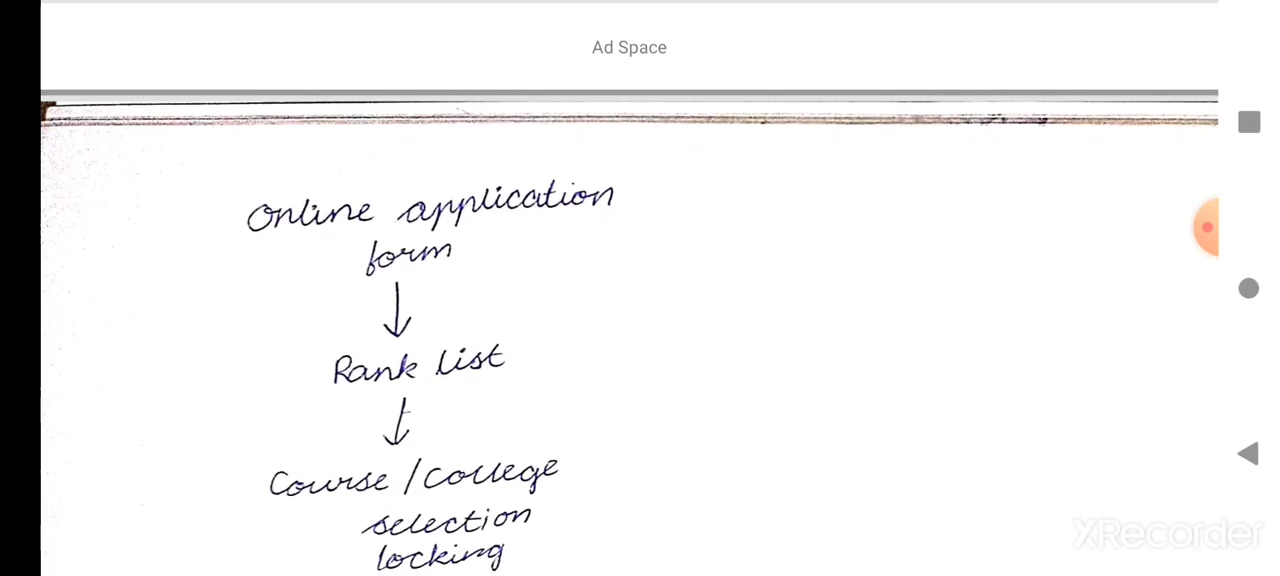 Ad Space
Online application
form
↓
Rank list
↓
Course/college
selection
locking
XRecorder